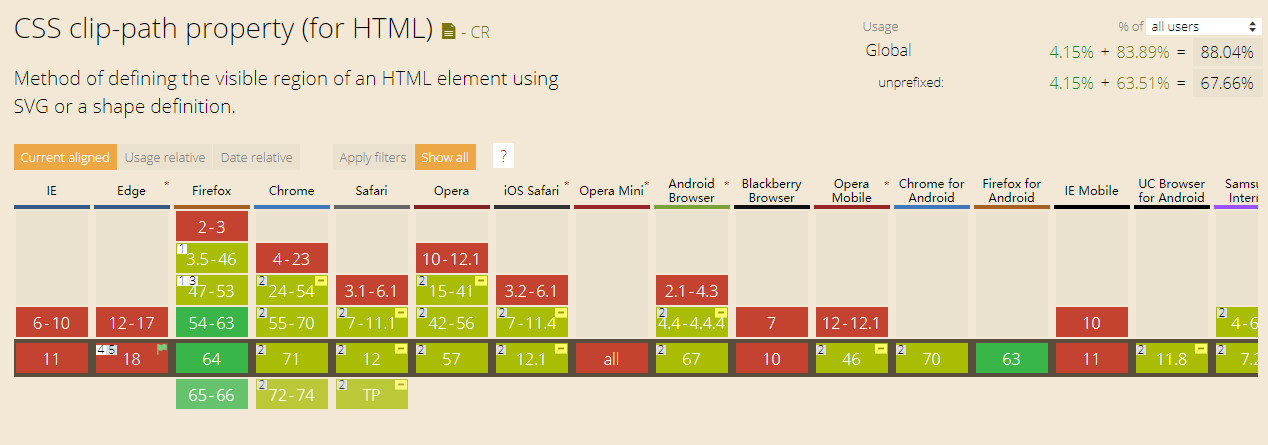 CSS clip-path property (for HTML) - CR
Usage % of all users
Global 4.15% + 83.89% = 88.04%
unprefixed: 4.15% + 63.51% = 67.66%
Method of defining the visible region of an HTML element using
SVG or a shape definition.
Current aligned Usage relative Date relative Apply filters Show all ?
IE Edge * Firefox Chrome Safari Opera iOS Safari * Opera Mini * Android Browser * Blackberry Browser Opera Mobile * Chrome for Android Firefox for Android IE Mobile UC Browser for Android
2-3
1 3.5-46 4-23 10-12.1
1 3 47-53 2 24-54 - 3.1-6.1 2 15-41 - 3.2-6.1 2.1-4.3
6-10 12-17 54-63 2 55-70 2 7-11.1 - 2 42-56 2 7-11.4 - 2 4.4-4.4.4 - 7 12-12.1 10 2 4-6
11 4 5 18 64 2 71 2 12 - 2 57 2 12.1 - all 2 67 10 2 46 - 2 70 63 11 2 11.8 - 2 7.2
65-66 2 72-74 2 TP -